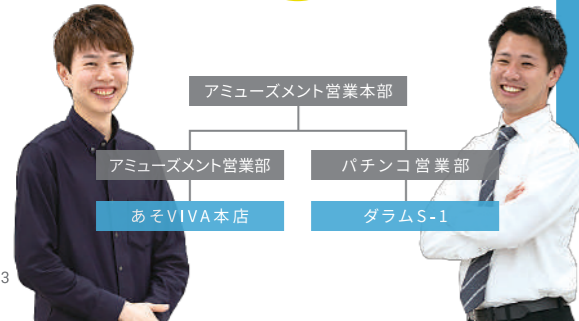 アミューズメント営業本部
アミューズメント営業部
パチンコ営業部
あそVIVA本店
ダラムS-1
3